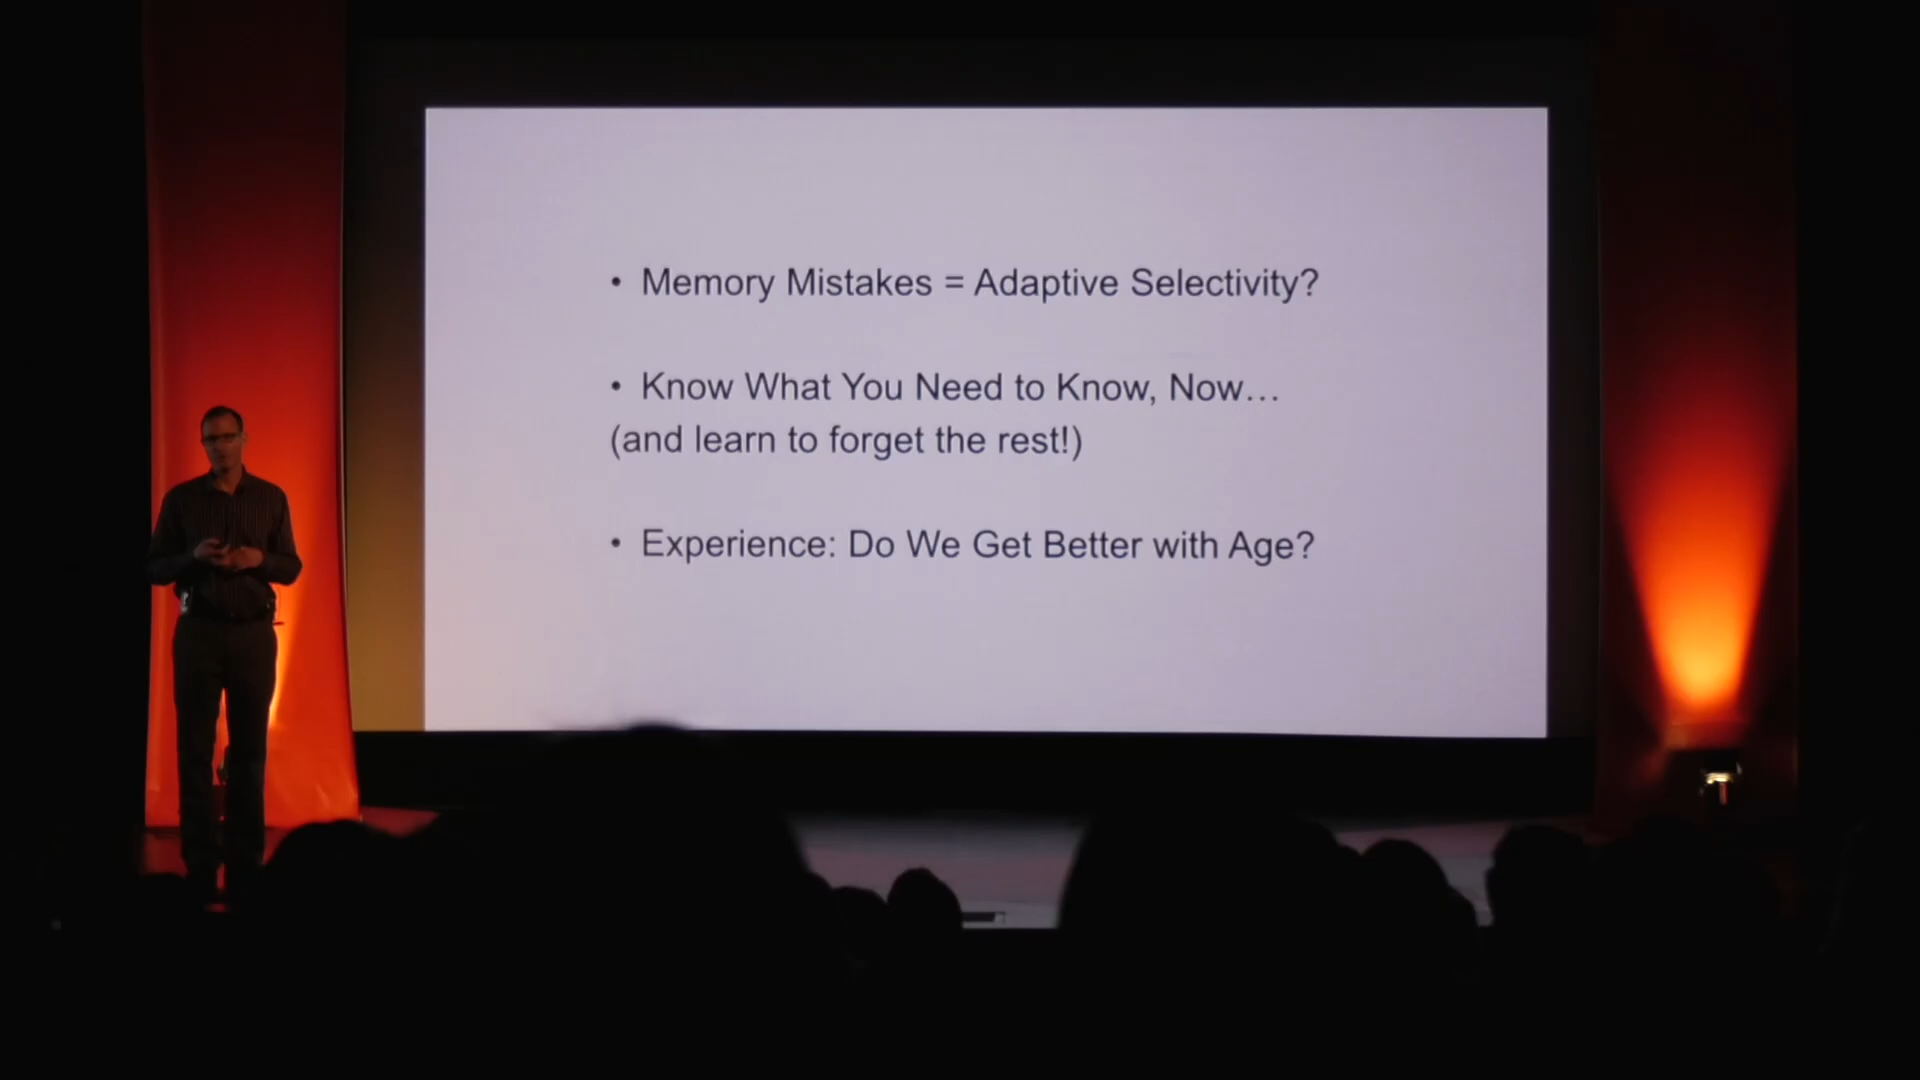 • Memory Mistakes = Adaptive Selectivity?
• Know What You Need to Know, Now…
(and learn to forget the rest!)
• Experience: Do We Get Better with Age?